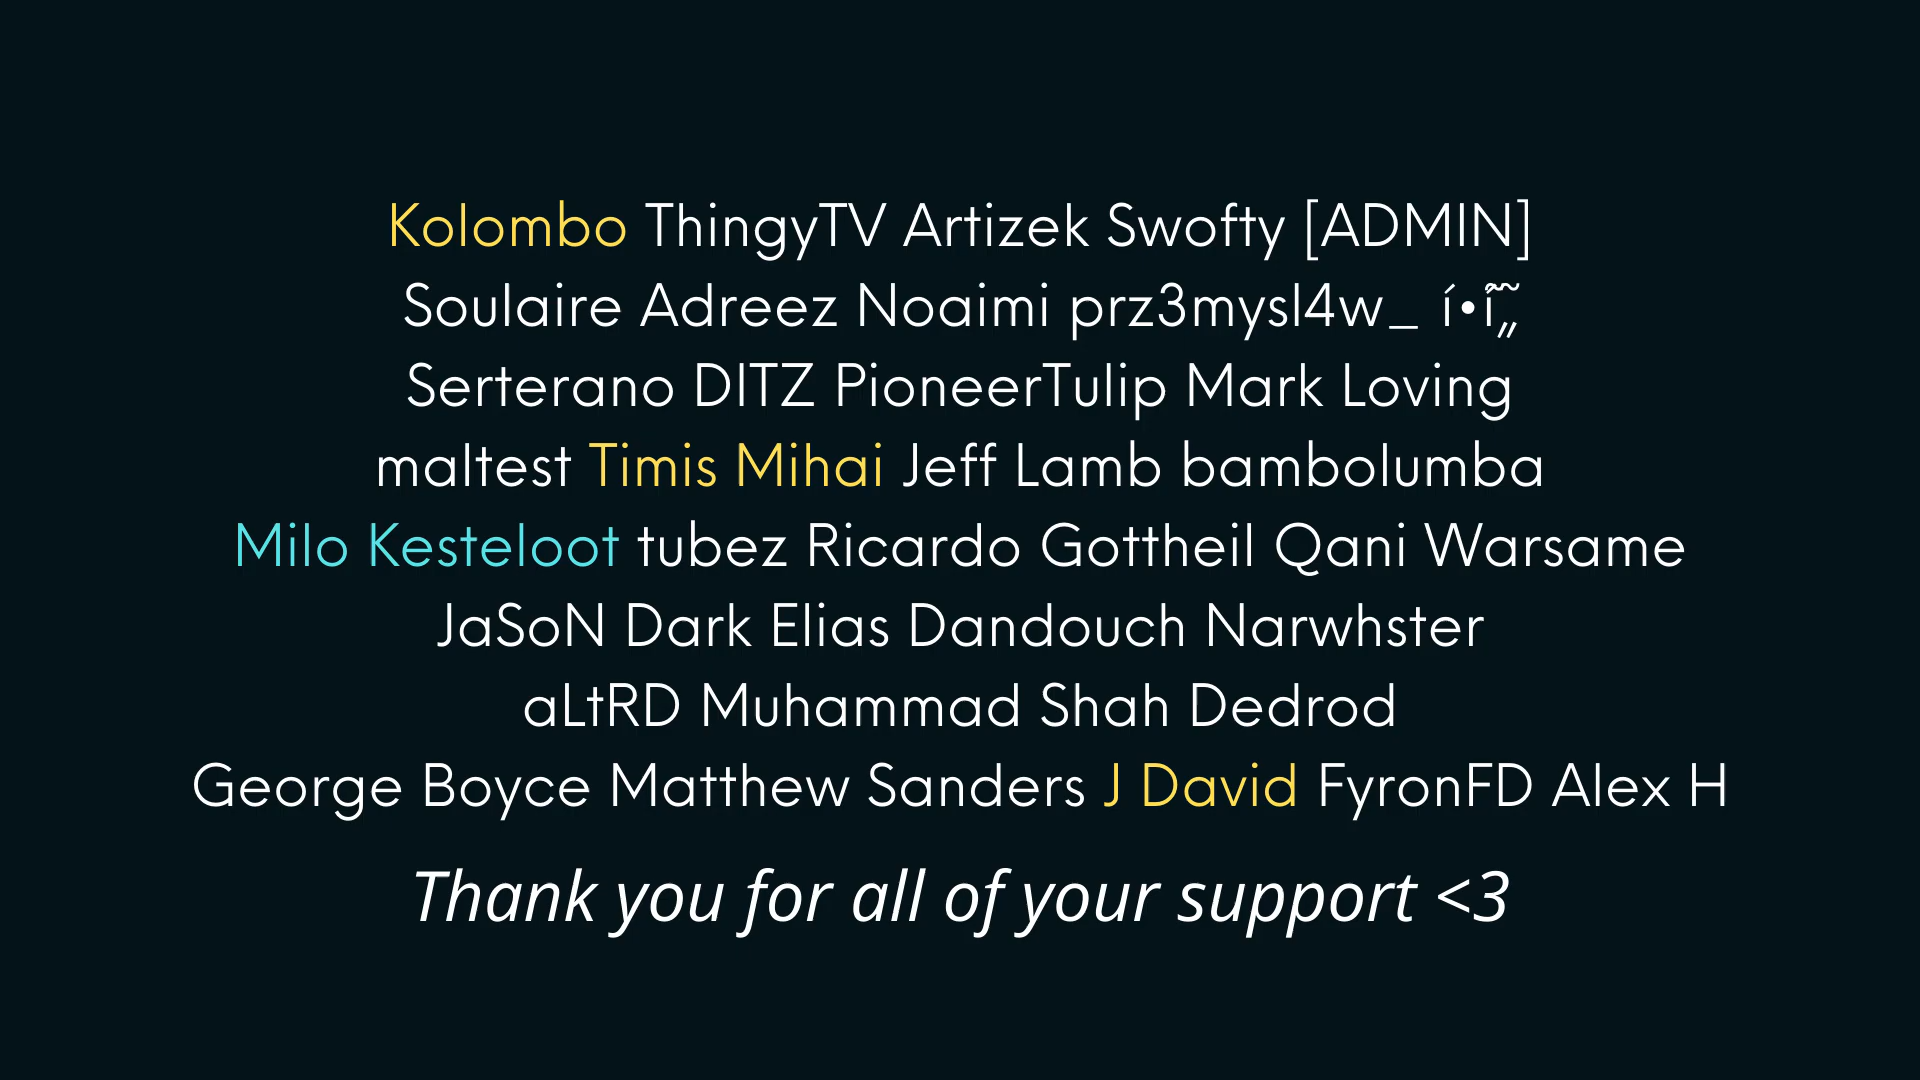 Kolombo ThingyTV Artizek Swofty [ADMIN]
Soulaire Adreez Noaimi prz3mysl4w_
Serterano DITZ PioneerTulip Mark Loving
maltest Timis Mihai Jeff Lamb bambolumba
Milo Kesteloot tubez Ricardo Gottheil Qani Warsame
JaSoN Dark Elias Dandouch Narwhster
aLtRD Muhammad Shah Dedrod
George Boyce Matthew Sanders J David FyronFD Alex H
Thank you for all of your support <3